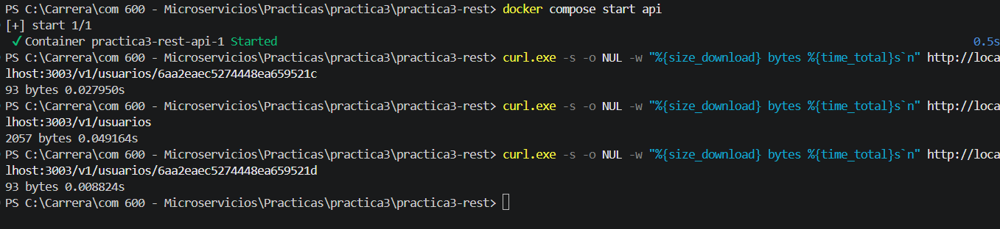 PS C:\Carrera\com 600 - Microservicios\Practicas\practica3\practica3-rest> docker compose start api
[+] start 1/1
✓ Container practica3-rest-api-1 Started 0.5s
PS C:\Carrera\com 600 - Microservicios\Practicas\practica3\practica3-rest> curl.exe -s -o NUL -w "%{size_download} bytes %{time_total}s`n" http://loca
lhost:3003/v1/usuarios/6aa2eaec5274448ea659521c
93 bytes 0.027950s
PS C:\Carrera\com 600 - Microservicios\Practicas\practica3\practica3-rest> curl.exe -s -o NUL -w "%{size_download} bytes %{time_total}s`n" http://loca
lhost:3003/v1/usuarios
2057 bytes 0.049164s
PS C:\Carrera\com 600 - Microservicios\Practicas\practica3\practica3-rest> curl.exe -s -o NUL -w "%{size_download} bytes %{time_total}s`n" http://loca
lhost:3003/v1/usuarios/6aa2eaec5274448ea659521d
93 bytes 0.008824s
PS C:\Carrera\com 600 - Microservicios\Practicas\practica3\practica3-rest>